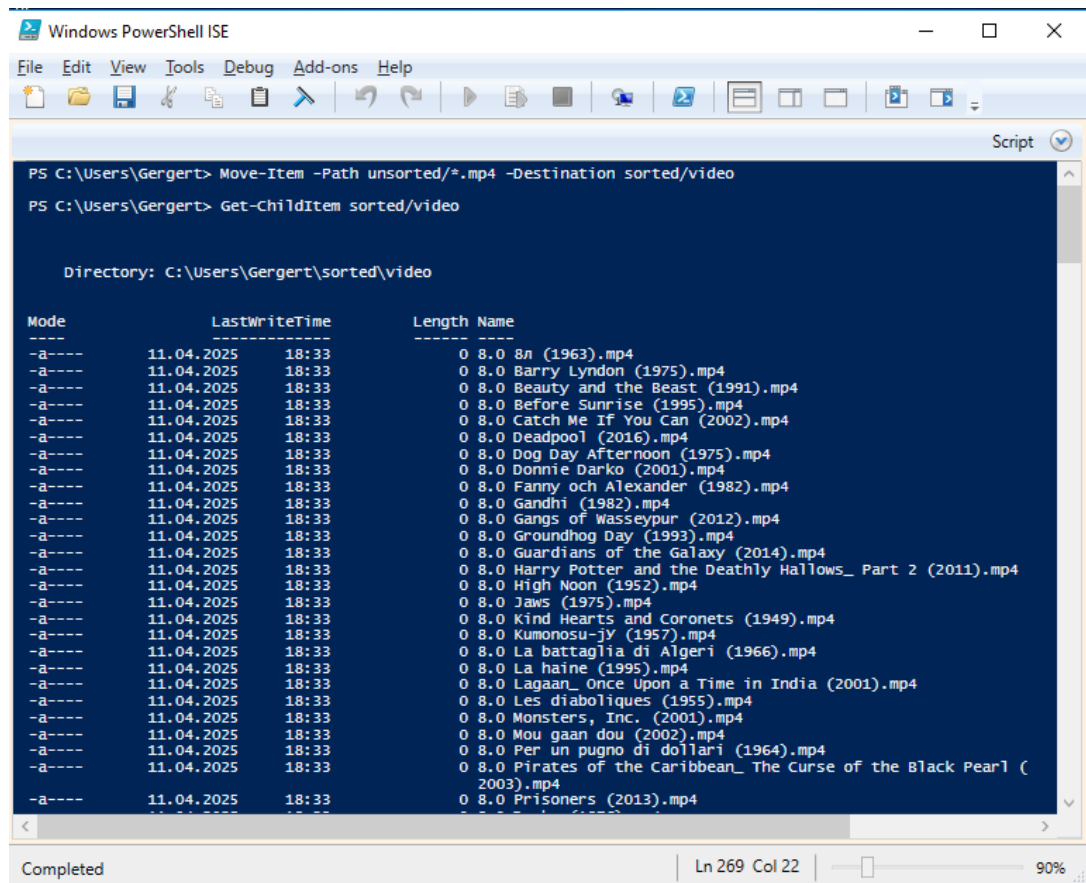 Windows PowerShell ISE
File Edit View Tools Debug Add-ons Help
Script
PS C:\Users\Gergert> Move-Item -Path unsorted/*.mp4 -Destination sorted/video
PS C:\Users\Gergert> Get-ChildItem sorted/video
Directory: C:\Users\Gergert\sorted\video
Mode LastWriteTime Length Name
---- ------------- ------ ----
-a---- 11.04.2025 18:33 0 8.0 8л (1963).mp4
-a---- 11.04.2025 18:33 0 8.0 Barry Lyndon (1975).mp4
-a---- 11.04.2025 18:33 0 8.0 Beauty and the Beast (1991).mp4
-a---- 11.04.2025 18:33 0 8.0 Before Sunrise (1995).mp4
-a---- 11.04.2025 18:33 0 8.0 Catch Me If You Can (2002).mp4
-a---- 11.04.2025 18:33 0 8.0 Deadpool (2016).mp4
-a---- 11.04.2025 18:33 0 8.0 Dog Day Afternoon (1975).mp4
-a---- 11.04.2025 18:33 0 8.0 Donnie Darko (2001).mp4
-a---- 11.04.2025 18:33 0 8.0 Fanny och Alexander (1982).mp4
-a---- 11.04.2025 18:33 0 8.0 Gandhi (1982).mp4
-a---- 11.04.2025 18:33 0 8.0 Gangs of Wasseypur (2012).mp4
-a---- 11.04.2025 18:33 0 8.0 Groundhog Day (1993).mp4
-a---- 11.04.2025 18:33 0 8.0 Guardians of the Galaxy (2014).mp4
-a---- 11.04.2025 18:33 0 8.0 Harry Potter and the Deathly Hallows_ Part 2 (2011).mp4
-a---- 11.04.2025 18:33 0 8.0 High Noon (1952).mp4
-a---- 11.04.2025 18:33 0 8.0 Jaws (1975).mp4
-a---- 11.04.2025 18:33 0 8.0 Kind Hearts and Coronets (1949).mp4
-a---- 11.04.2025 18:33 0 8.0 Kumonosu-jУ (1957).mp4
-a---- 11.04.2025 18:33 0 8.0 La battaglia di Algeri (1966).mp4
-a---- 11.04.2025 18:33 0 8.0 La haine (1995).mp4
-a---- 11.04.2025 18:33 0 8.0 Lagaan_ Once Upon a Time in India (2001).mp4
-a---- 11.04.2025 18:33 0 8.0 Les diaboliques (1955).mp4
-a---- 11.04.2025 18:33 0 8.0 Monsters, Inc. (2001).mp4
-a---- 11.04.2025 18:33 0 8.0 Mou gaan dou (2002).mp4
-a---- 11.04.2025 18:33 0 8.0 Per un pugno di dollari (1964).mp4
-a---- 11.04.2025 18:33 0 8.0 Pirates of the Caribbean_ The Curse of the Black Pearl (
2003).mp4
-a---- 11.04.2025 18:33 0 8.0 Prisoners (2013).mp4
Completed Ln 269 Col 22 90%